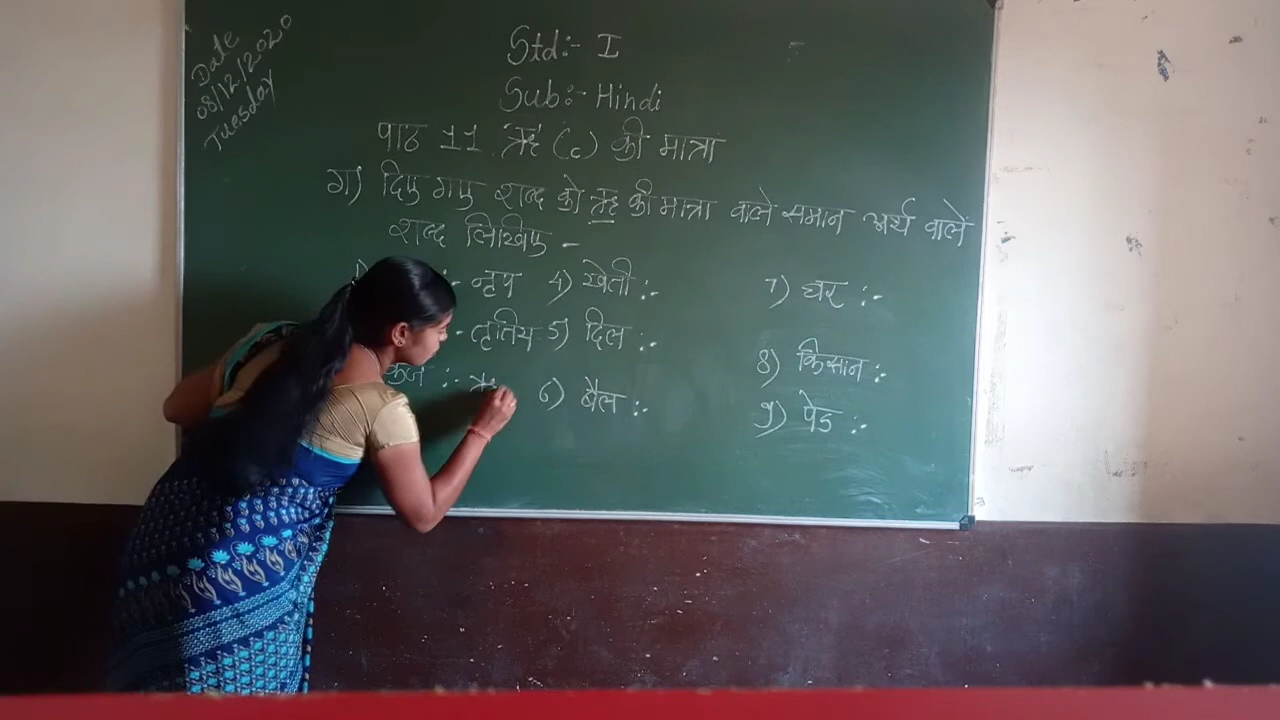 Date
08/12/2020
Tuesday
Std:- I
Sub:- Hindi
पाठ 11. ऋ (ृ) की मात्रा
ग) दिए गए शब्द को ऋ की मात्रा वाले समान अर्थ वालें
शब्द लिखिए -
:- नृप
4) खेती :-
7) घर :-
:- तृतिय
5) दिल :-
8) किसान :-
कर्ज :-
6) बैल :-
9) पेड :-